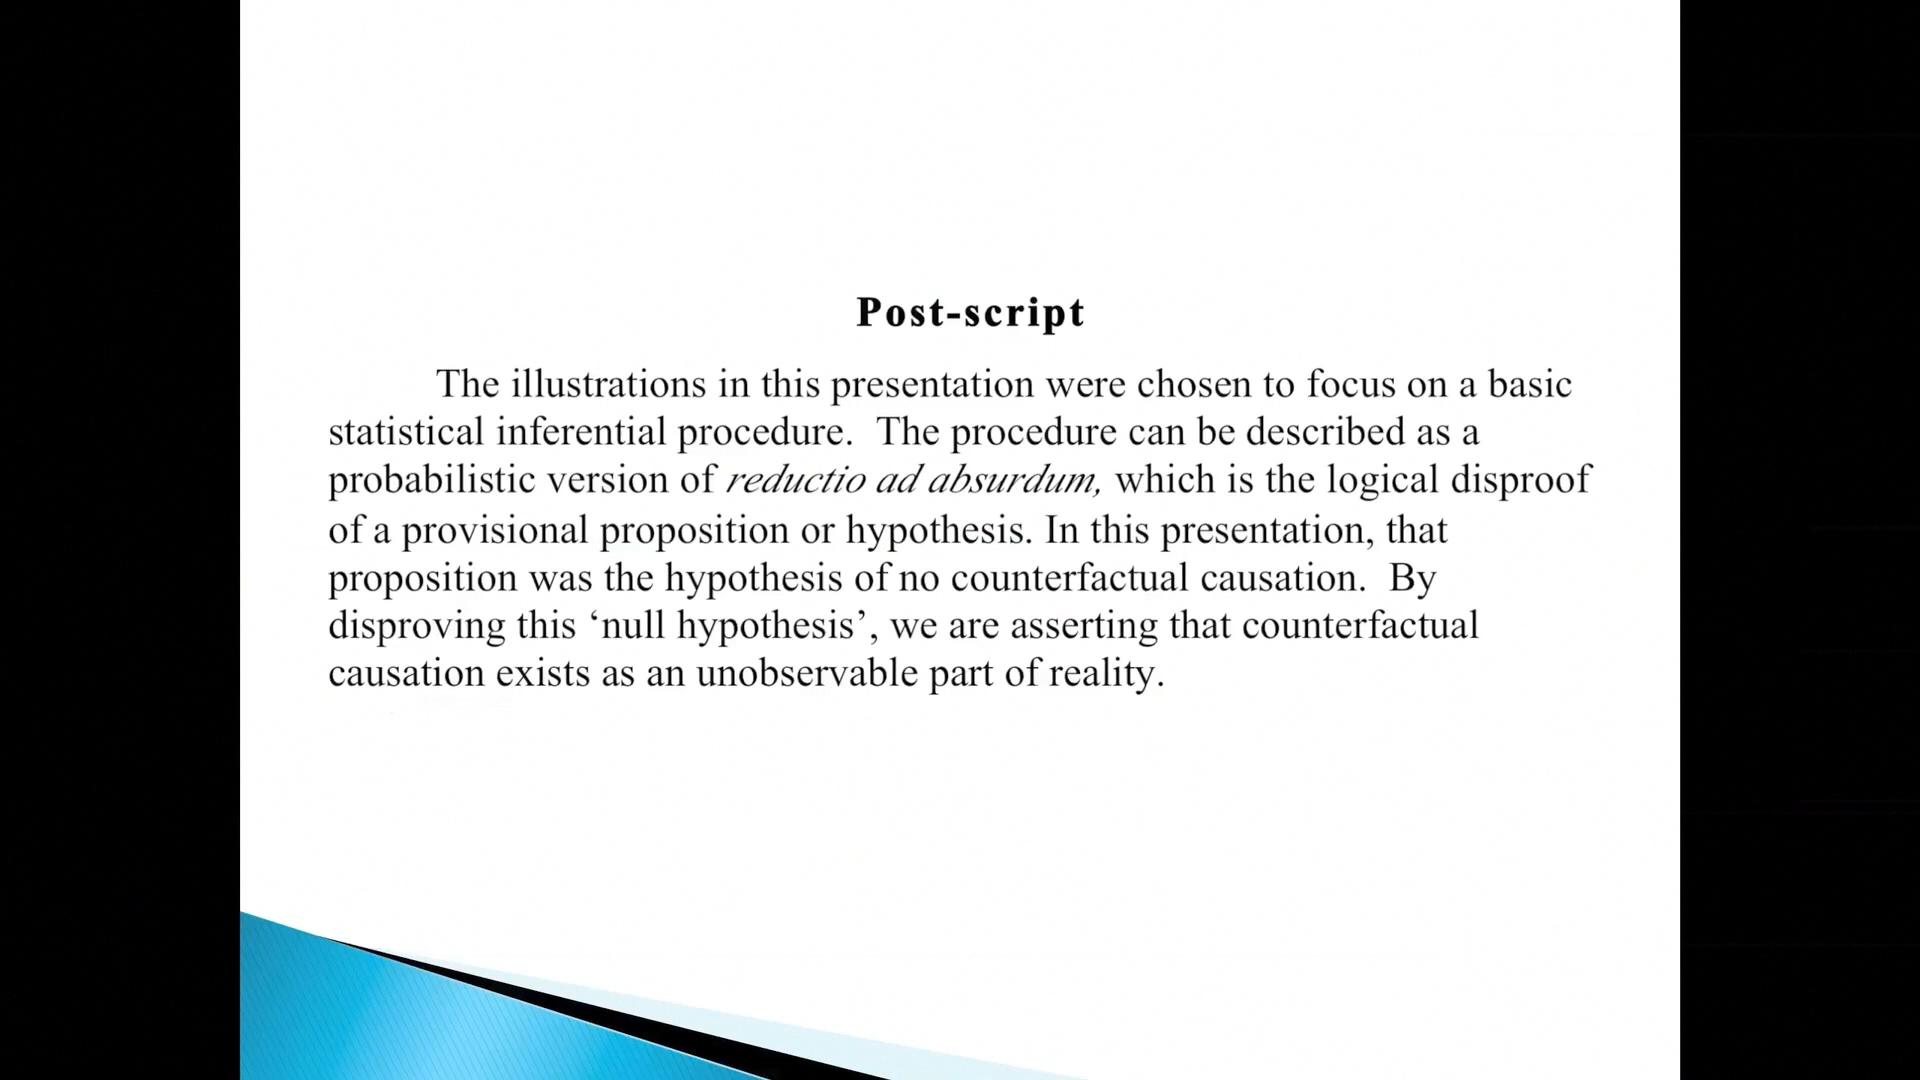 Post-script
The illustrations in this presentation were chosen to focus on a basic
statistical inferential procedure.  The procedure can be described as a
probabilistic version of reductio ad absurdum, which is the logical disproof
of a provisional proposition or hypothesis. In this presentation, that
proposition was the hypothesis of no counterfactual causation.  By
disproving this ‘null hypothesis’, we are asserting that counterfactual
causation exists as an unobservable part of reality.